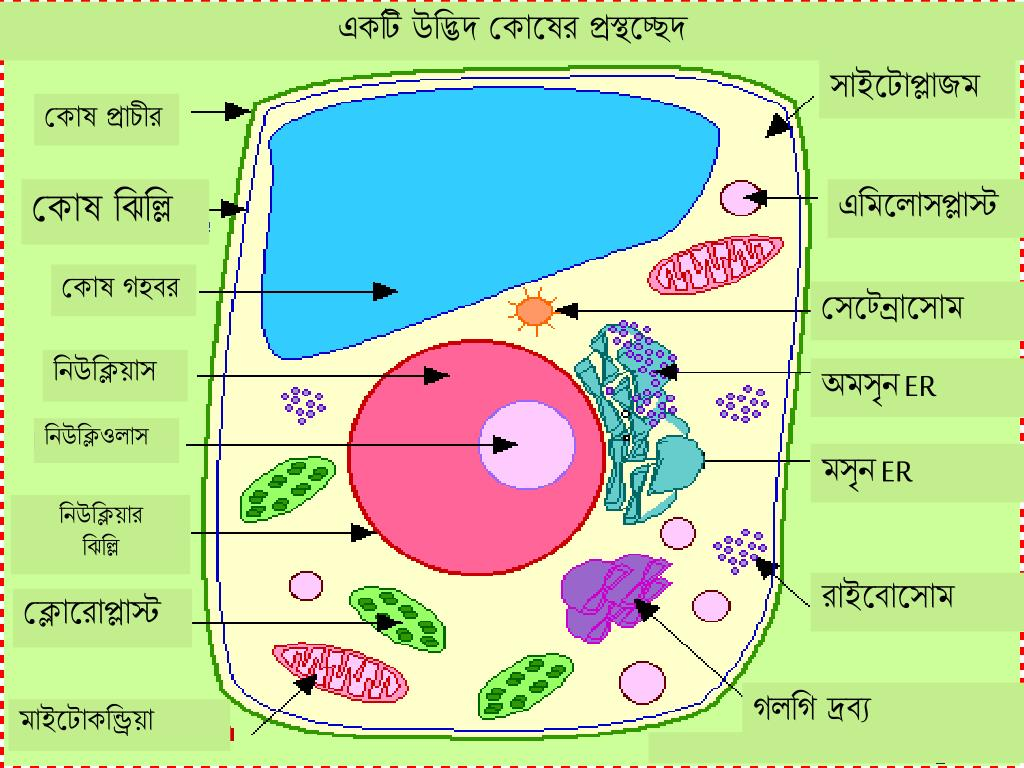 একটি উদ্ভিদ কোষের প্রস্থচ্ছেদ
কোষ প্রাচীর
কোষ ঝিল্লি
কোষ গহবর
নিউক্লিয়াস
নিউক্লিওলাস
নিউক্লিয়ার
ঝিল্লি
ক্লোরোপ্লাস্ট
মাইটোকন্ড্রিয়া
সাইটোপ্লাজম
এমিলোসপ্লাস্ট
সেন্টেন্রাসোম
অমসৃন ER
মসৃন ER
রাইবোসোম
গলগি দ্রব্য